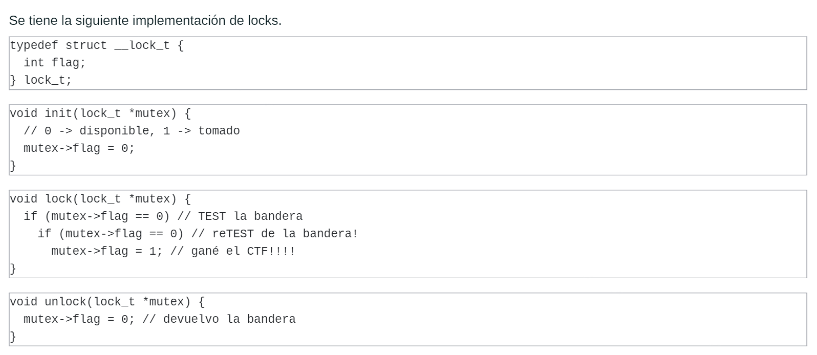 Se tiene la siguiente implementación de locks.
typedef struct __lock_t {
  int flag;
} lock_t;
void init(lock_t *mutex) {
  // 0 -> disponible, 1 -> tomado
  mutex->flag = 0;
}
void lock(lock_t *mutex) {
  if (mutex->flag == 0) // TEST la bandera
    if (mutex->flag == 0) // reTEST de la bandera!
      mutex->flag = 1; // gané el CTF!!!!
}
void unlock(lock_t *mutex) {
  mutex->flag = 0; // devuelvo la bandera
}